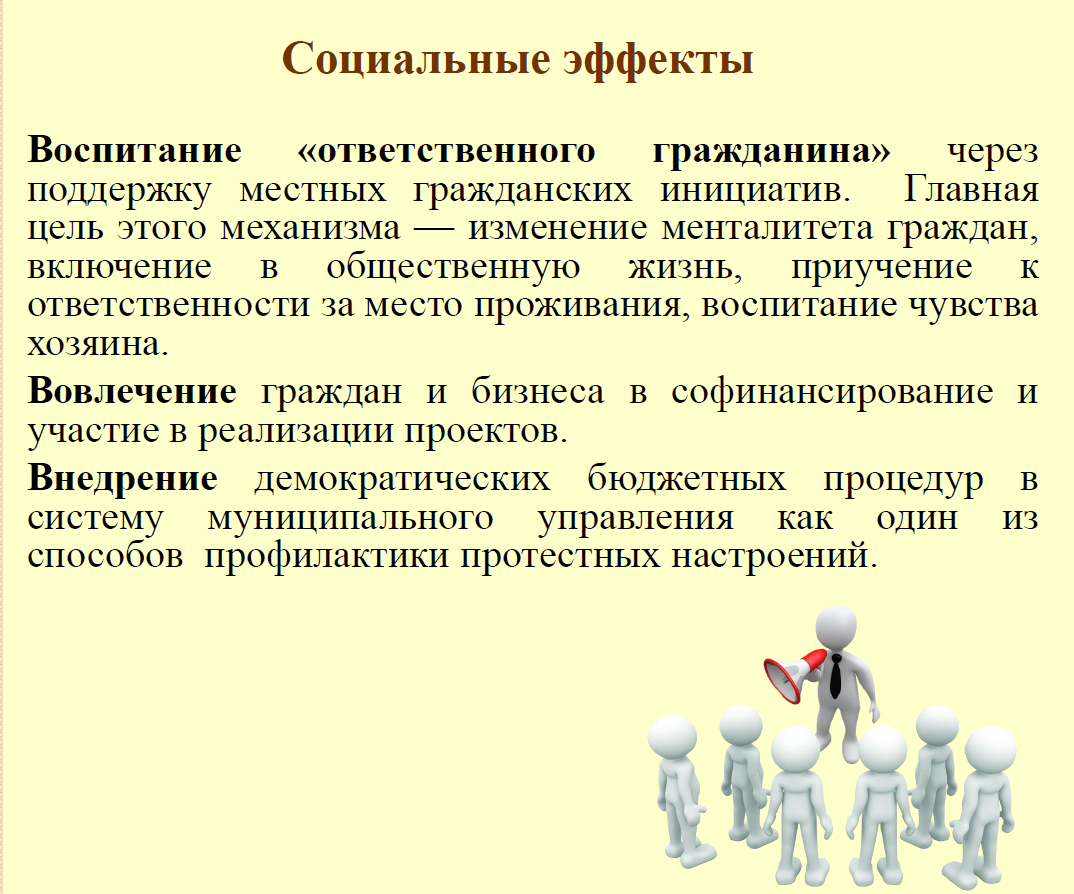 Социальные эффекты
Воспитание «ответственного гражданина» через
поддержку местных гражданских инициатив. Главная
цель этого механизма — изменение менталитета граждан,
включение в общественную жизнь, приучение к
ответственности за место проживания, воспитание чувства
хозяина.
Вовлечение граждан и бизнеса в софинансирование и
участие в реализации проектов.
Внедрение демократических бюджетных процедур в
систему муниципального управления как один из
способов профилактики протестных настроений.